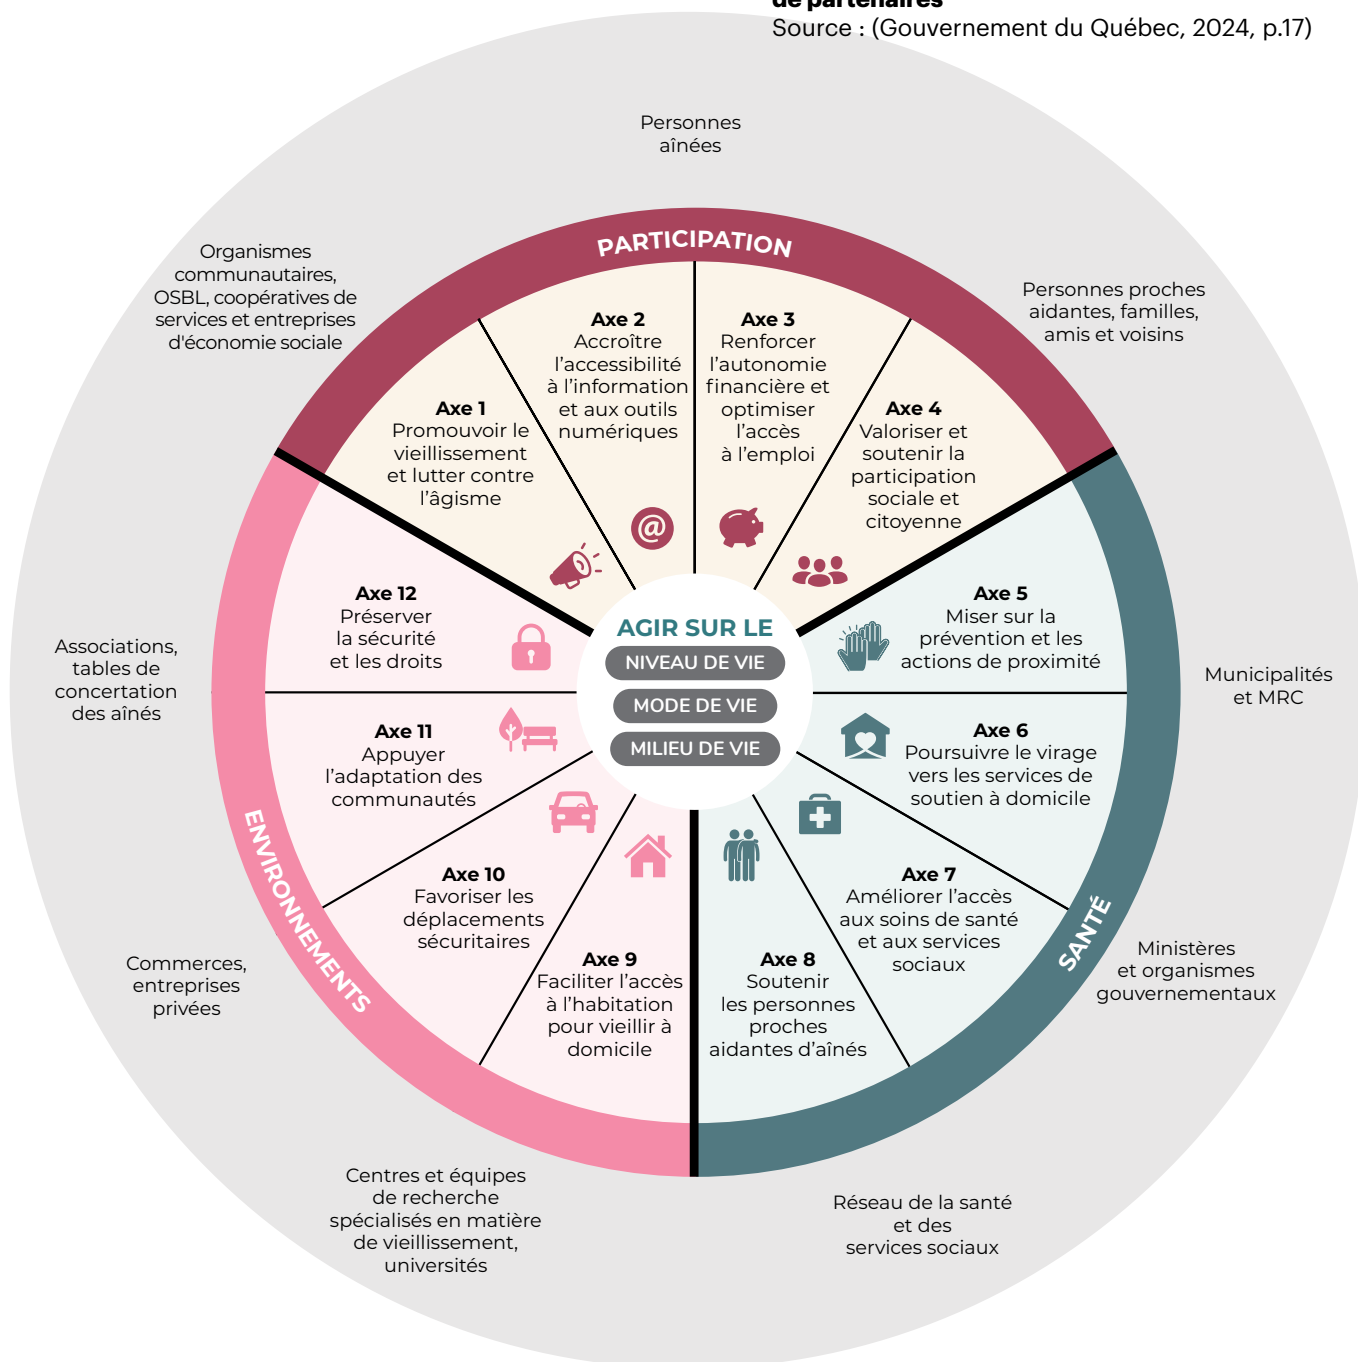 de partenaires
Source : (Gouvernement du Québec, 2024, p.17)
Personnes
aînées
Organismes
communautaires,
OSBL, coopératives de
services et entreprises
d'économie sociale
Personnes proches
aidantes, familles,
amis et voisins
PARTICIPATION
Axe 1
Promouvoir le
vieillissement
et lutter contre
l'âgisme
Axe 2
Accroître
l'accessibilité
à l'information
et aux outils
numériques
@
Axe 3
Renforcer
l'autonomie
financière et
optimiser
l'accès
à l'emploi
Axe 4
Valoriser et
soutenir la
participation
sociale et
citoyenne
AGIR SUR LE
NIVEAU DE VIE
MODE DE VIE
MILIEU DE VIE
Axe 5
Miser sur la
prévention et les
actions de proximité
Axe 6
Poursuivre le virage
vers les services de
soutien à domicile
Axe 7
Améliorer l'accès
aux soins de santé
et aux services
sociaux
Axe 8
Soutenir
les personnes
proches
aidantes d'aînés
SANTÉ
Axe 9
Faciliter l'accès
à l'habitation
pour vieillir à
domicile
Axe 10
Favoriser les
déplacements
sécuritaires
Axe 11
Appuyer
l'adaptation des
communautés
Axe 12
Préserver
la sécurité
et les droits
ENVIRONNEMENTS
Municipalités
et MRC
Ministères
et organismes
gouvernementaux
Réseau de la santé
et des
services sociaux
Centres et équipes
de recherche
spécialisés en matière
de vieillissement,
universités
Commerces,
entreprises
privées
Associations,
tables de
concertation
des aînés